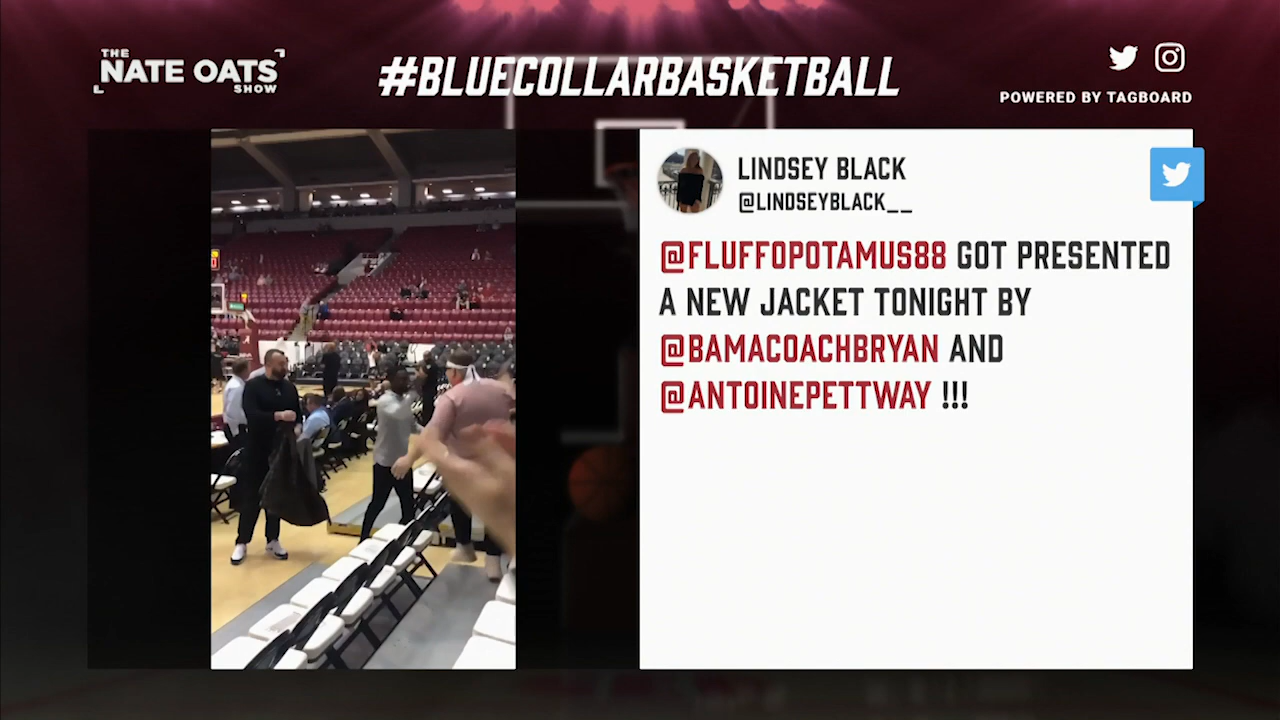 THE
NATE OATS
SHOW
#BLUECOLLARBASKETBALL
POWERED BY TAGBOARD
LINDSEY BLACK
@LINDSEYBLACK__
@FLUFFOPOTAMUS88 GOT PRESENTED
A NEW JACKET TONIGHT BY
@BAMACOACHBRYAN AND
@ANTOINEPETTWAY !!!